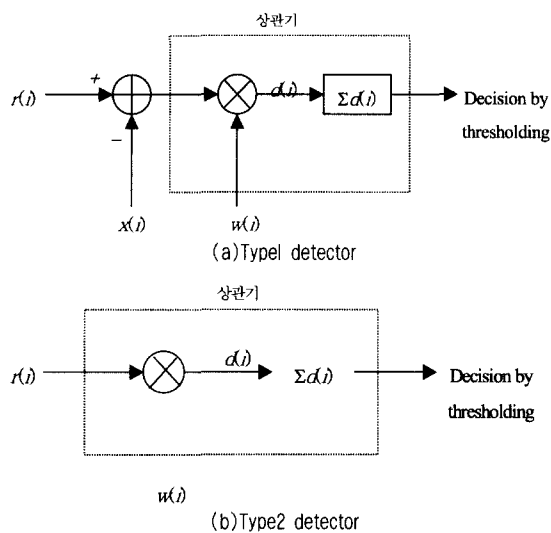 상관기
r(i) + d(i) Σd(i) Decision by
thresholding
−
x(i) w(i)
(a)Type1 detector
상관기
r(i) d(i) Σd(i) Decision by
thresholding
w(i)
(b)Type2 detector